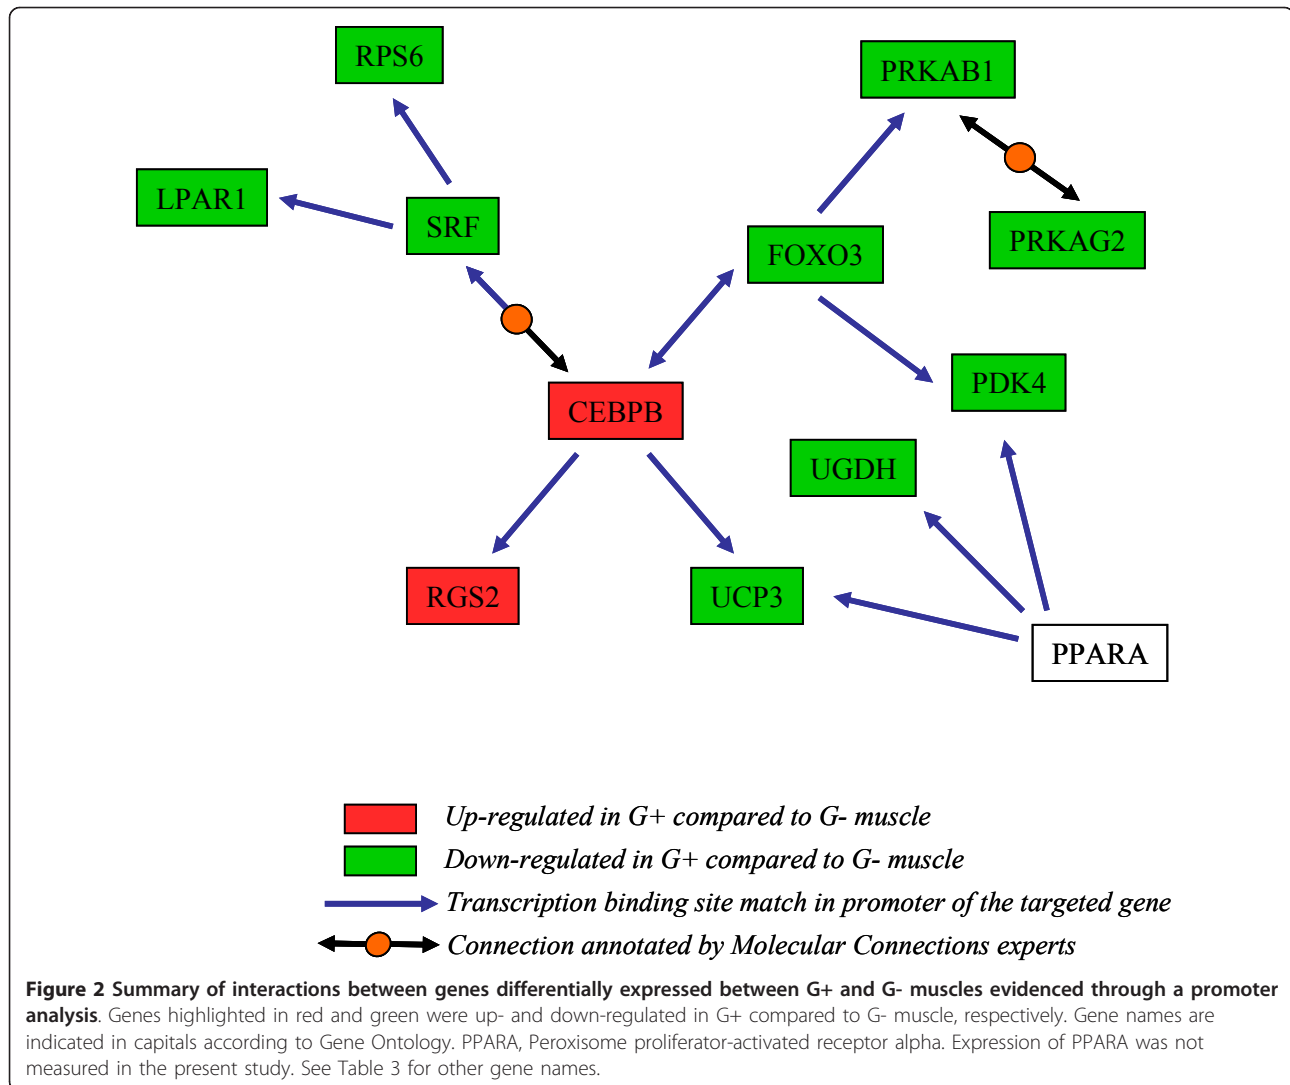 RPS6
PRKAB1
LPAR1
SRF
PRKAG2
FOXO3
PDK4
CEBPB
UGDH
RGS2
UCP3
PPARA
Up-regulated in G+ compared to G- muscle
Down-regulated in G+ compared to G- muscle
Transcription binding site match in promoter of the targeted gene
Connection annotated by Molecular Connections experts
Figure 2 Summary of interactions between genes differentially expressed between G+ and G- muscles evidenced through a promoter
analysis. Genes highlighted in red and green were up- and down-regulated in G+ compared to G- muscle, respectively. Gene names are
indicated in capitals according to Gene Ontology. PPARA, Peroxisome proliferator-activated receptor alpha. Expression of PPARA was not
measured in the present study. See Table 3 for other gene names.